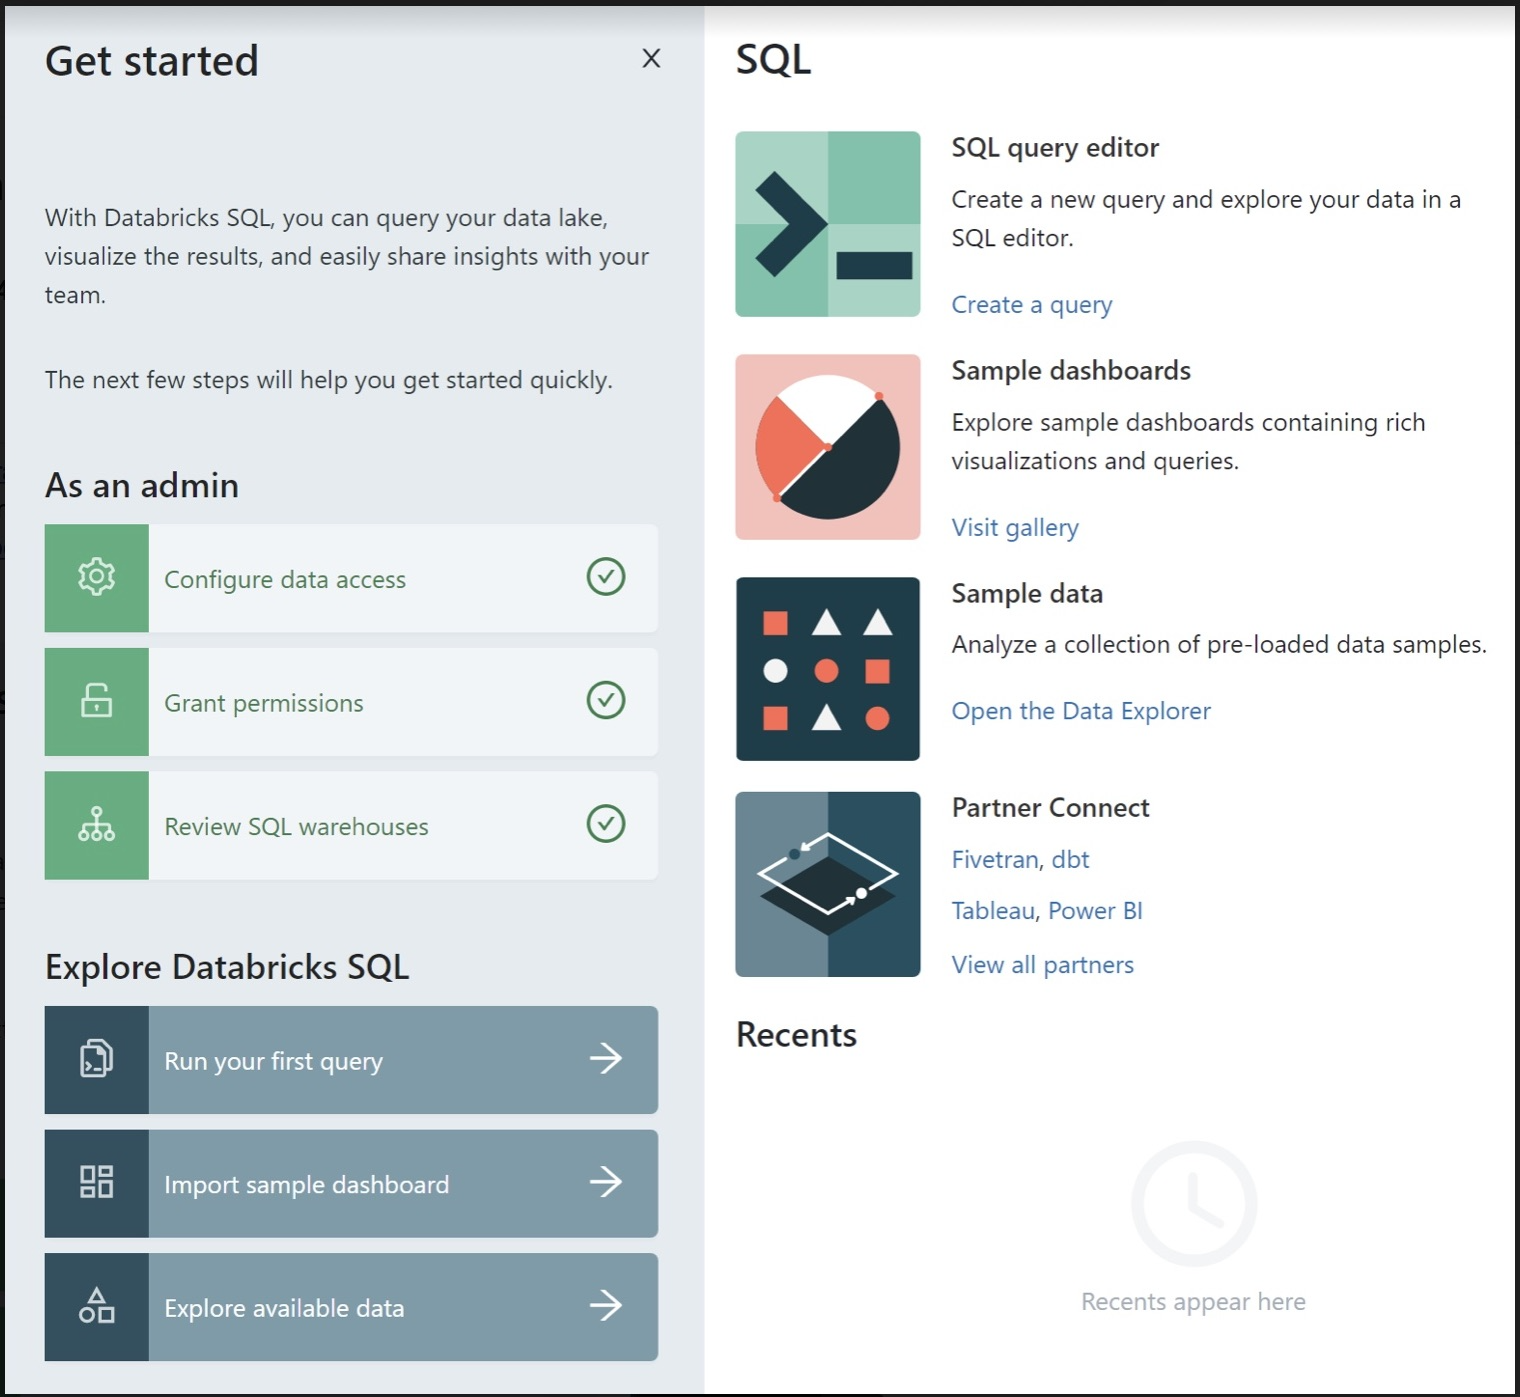 Get started
With Databricks SQL, you can query your data lake,
visualize the results, and easily share insights with your
team.
The next few steps will help you get started quickly.
As an admin
Configure data access
Grant permissions
Review SQL warehouses
Explore Databricks SQL
Run your first query
Import sample dashboard
Explore available data
SQL
SQL query editor
Create a new query and explore your data in a
SQL editor.
Create a query
Sample dashboards
Explore sample dashboards containing rich
visualizations and queries.
Visit gallery
Sample data
Analyze a collection of pre-loaded data samples.
Open the Data Explorer
Partner Connect
Fivetran, dbt
Tableau, Power BI
View all partners
Recents
Recents appear here